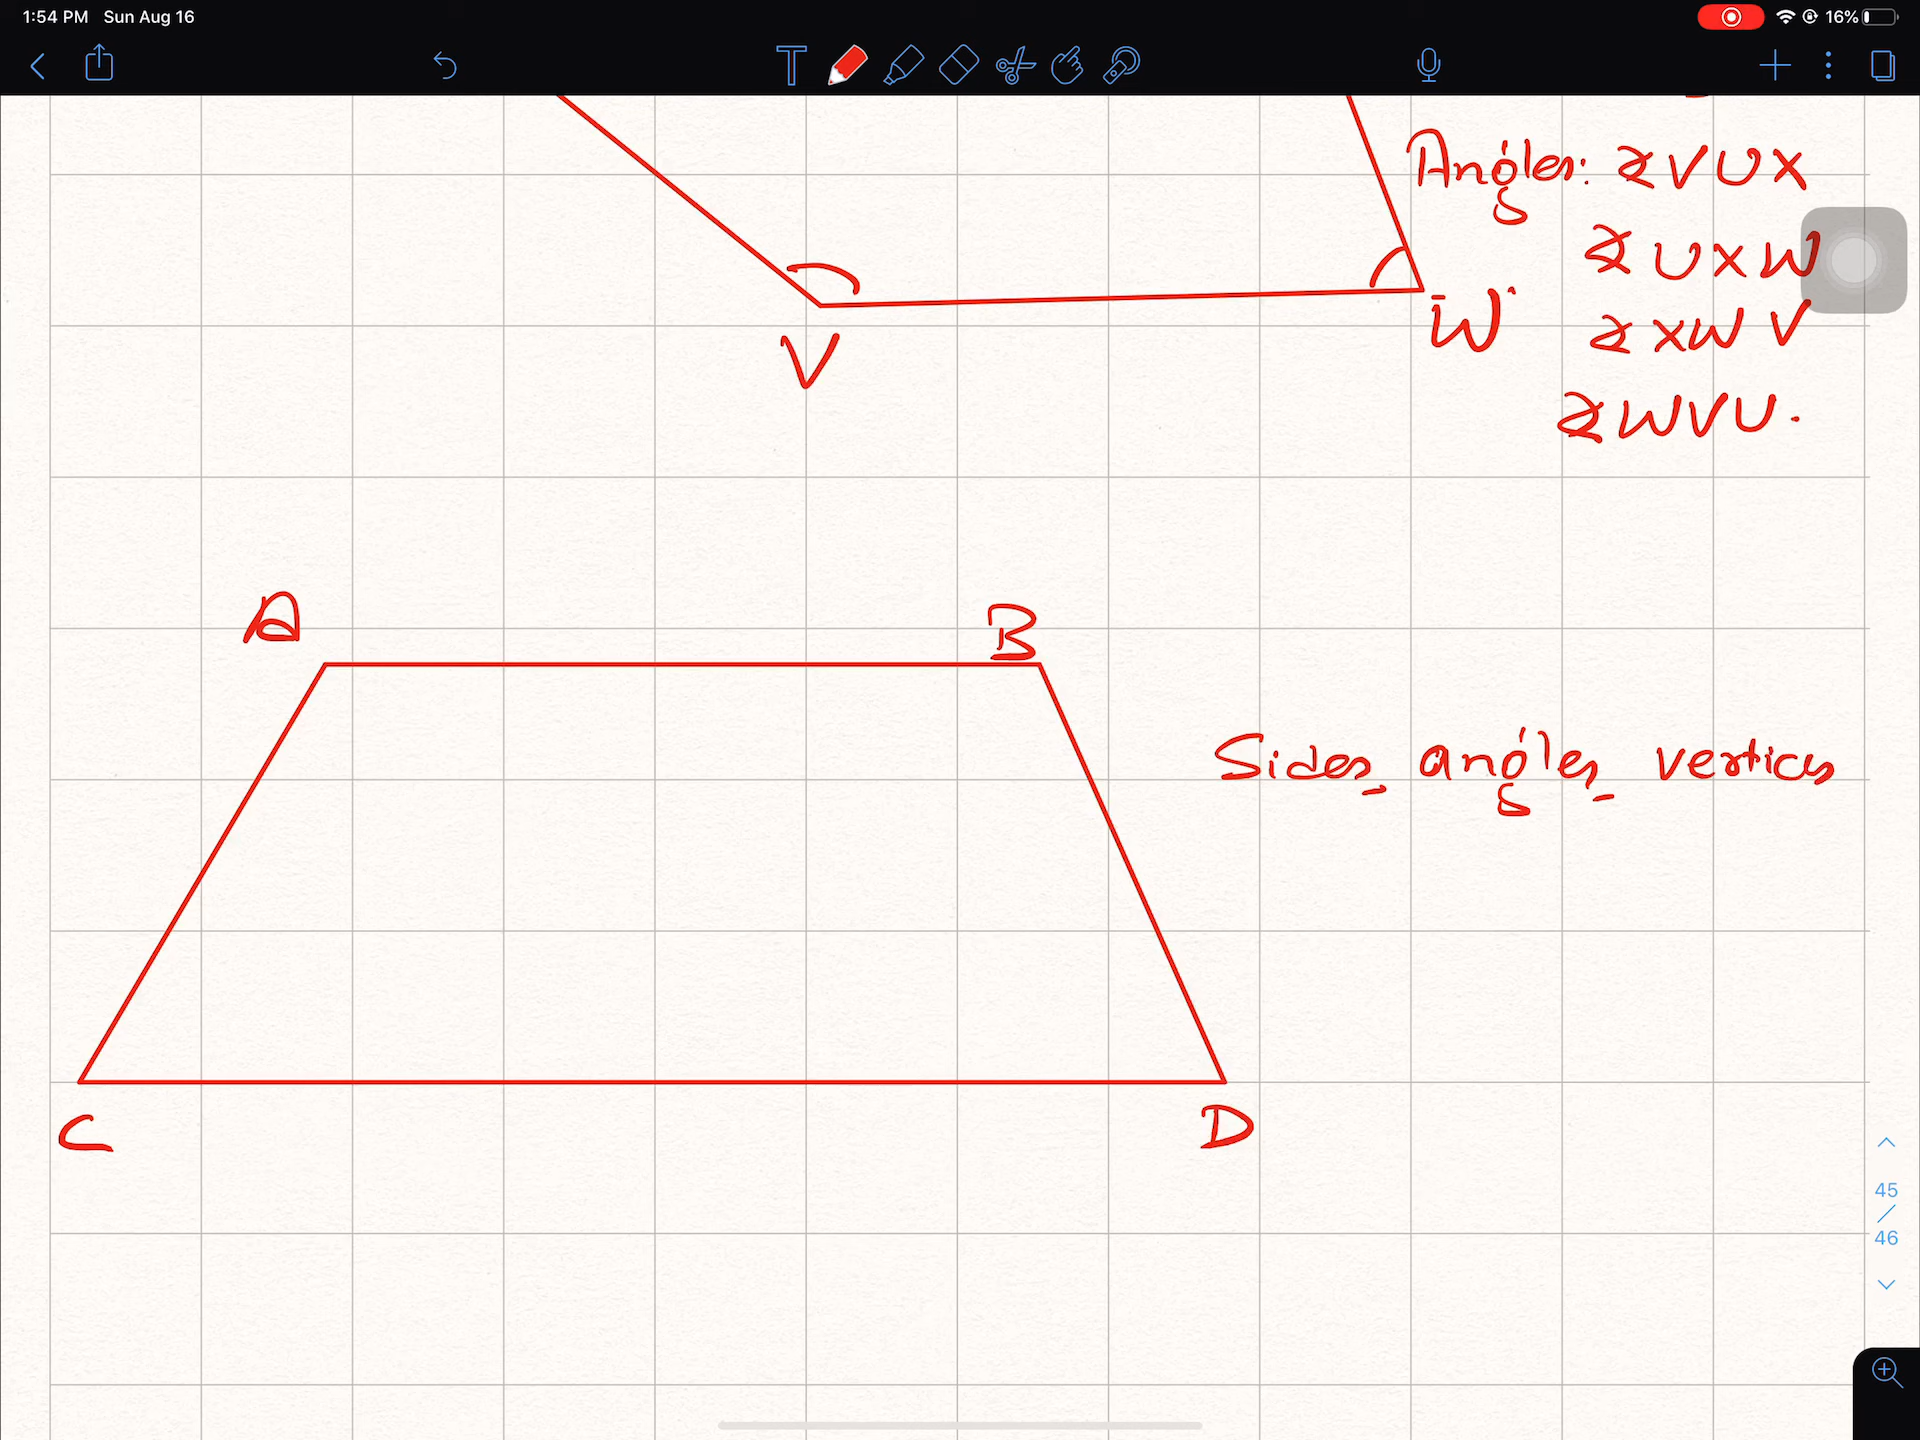 1:54 PM Sun Aug 16
16%
T
Angles: ∡VUX
∡UXW
∡XWV
∡WVU.
V
W
A
B
Sides, angles, vertices
C
D
45
/
46